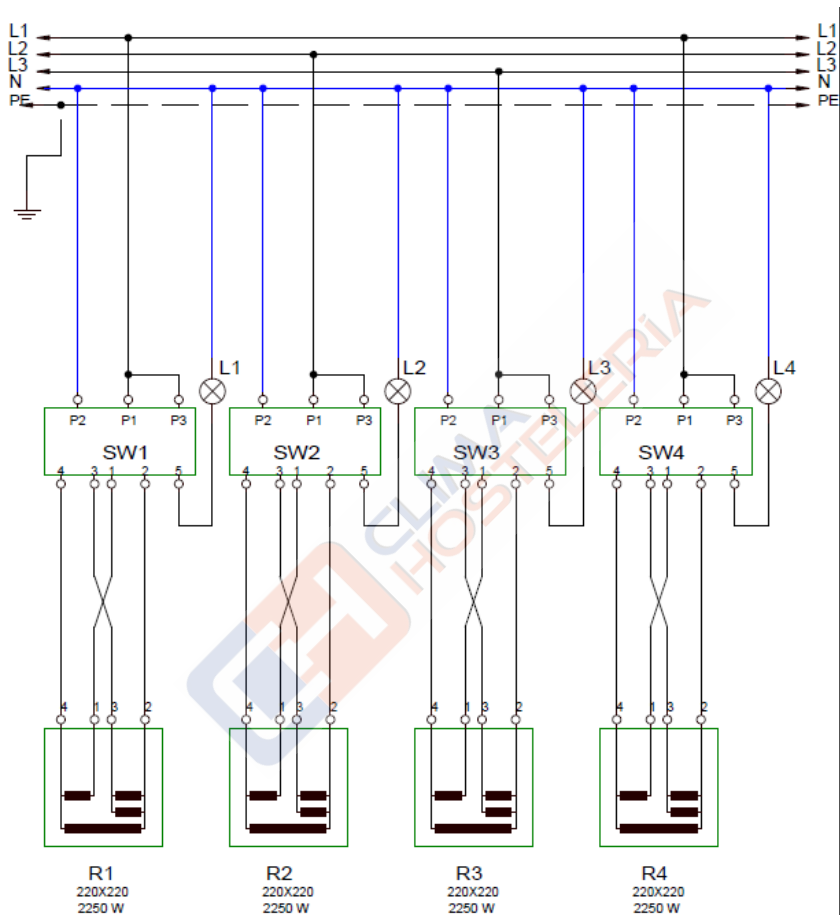 L1 L1
L2 L2
L3 L3
N N
PE PE
L1 L2 L3 L4
P2 P1 P3 P2 P1 P3 P2 P1 P3 P2 P1 P3
SW1 SW2 SW3 SW4
4 3 1 2 5 4 3 1 2 5 4 3 1 2 5 4 3 1 2 5
CLIMA
HOSTELERiA
4 1 3 2 4 1 3 2 4 1 3 2 4 1 3 2
R1 R2 R3 R4
220X220 220X220 220X220 220X220
2250 W 2250 W 2250 W 2250 W